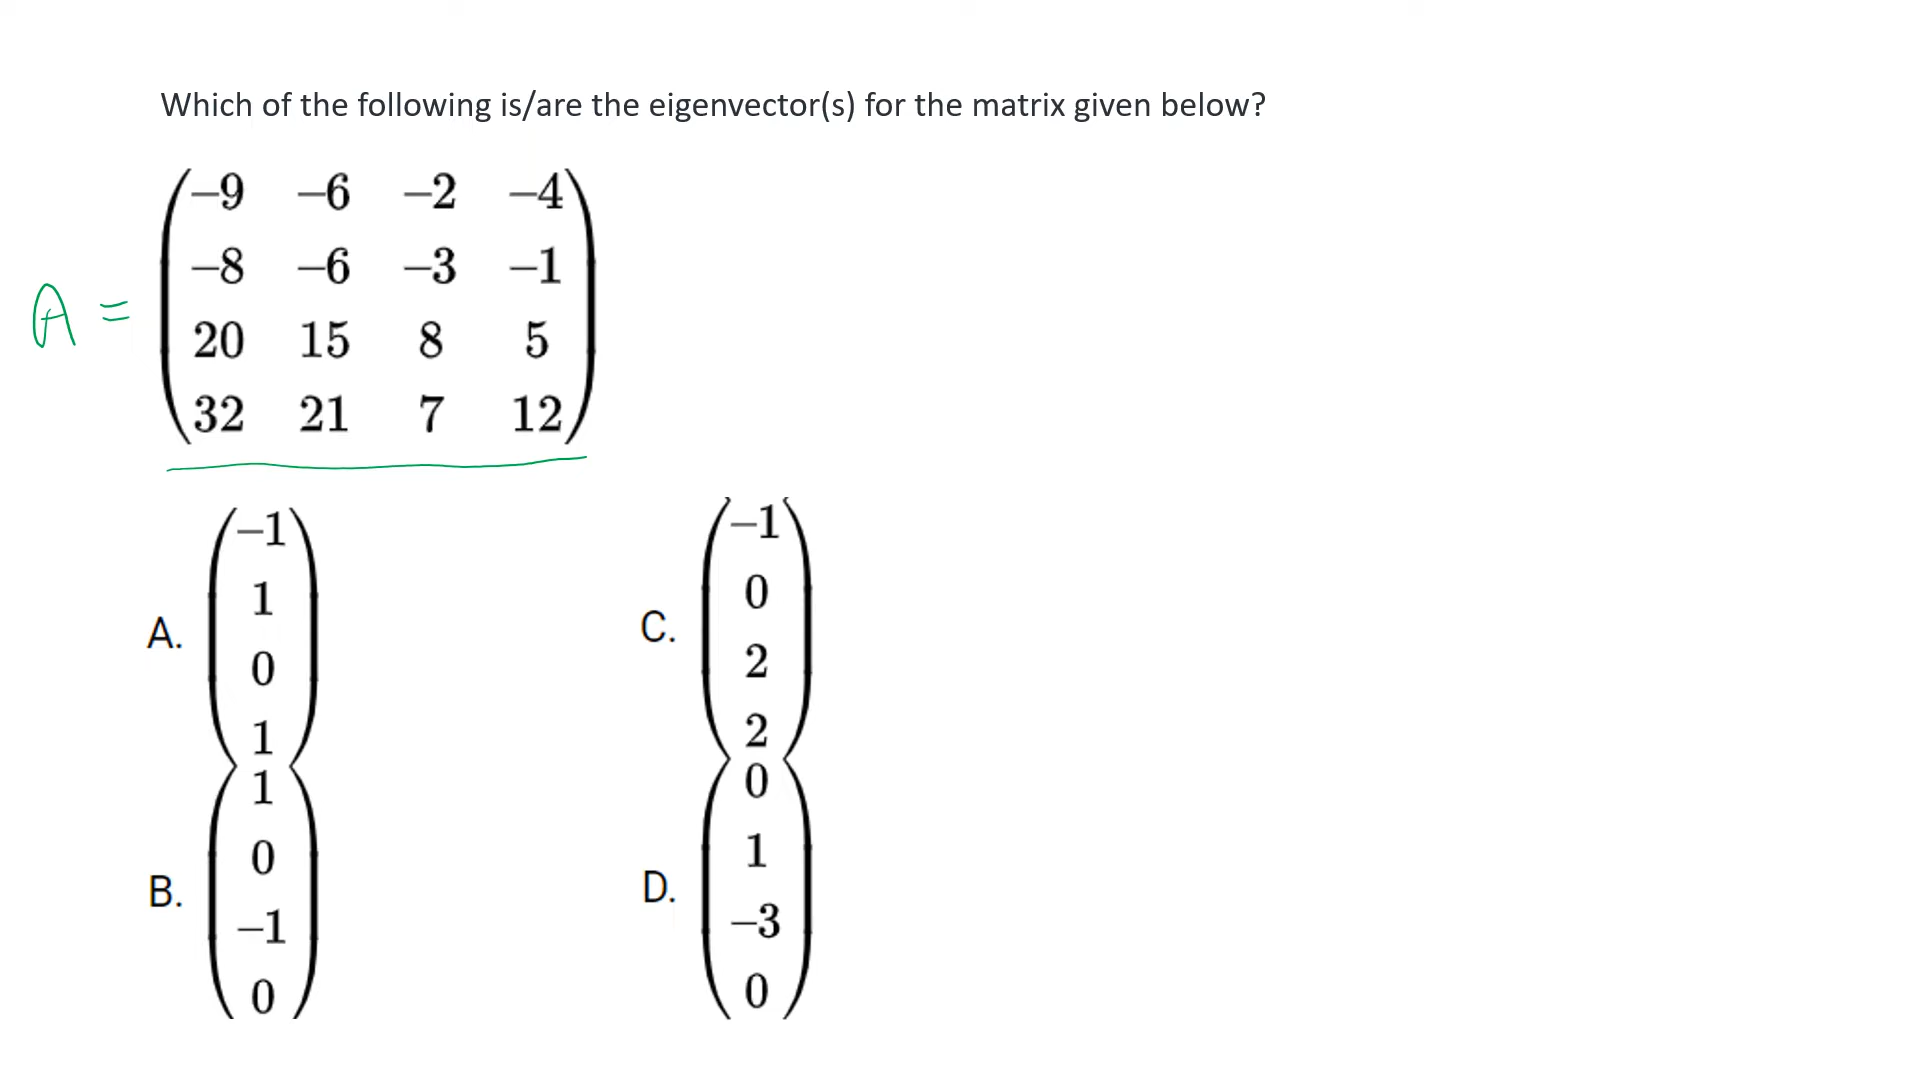 Which of the following is/are the eigenvector(s) for the matrix given below?
A =
−9 −6 −2 −4
−8 −6 −3 −1
20 15 8 5
32 21 7 12
A.
−1
1
0
1
B.
1
0
−1
0
C.
−1
0
2
2
D.
0
1
−3
0